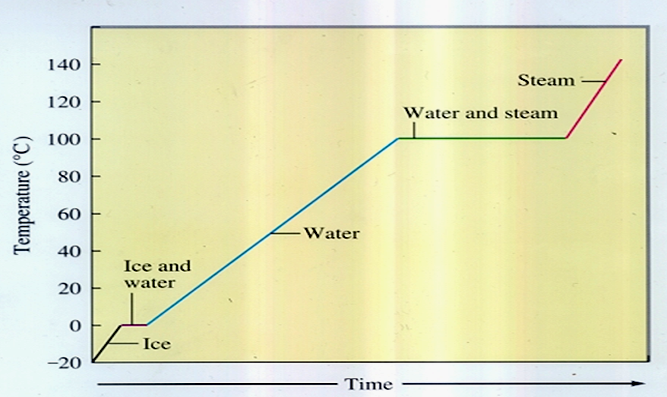 Temperature (°C)
140
120
100
80
60
40
20
0
−20
Steam
Water and steam
Water
Ice and
water
Ice
Time